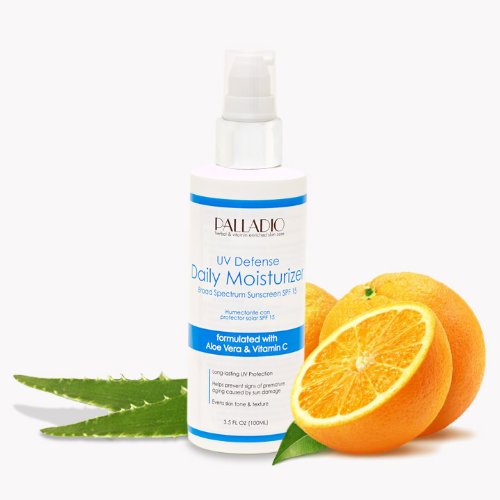 PALLADIO
herbal & vitamin enriched skin care
UV Defense
Daily Moisturizer
Broad Spectrum Sunscreen SPF 15
Humectante con
protector solar SPF 15
formulated with
Aloe Vera & Vitamin C
Long-lasting UV Protection
Helps prevent signs of premature
aging caused by sun damage
Evens skin tone & texture
3.5 FL OZ (100ML)